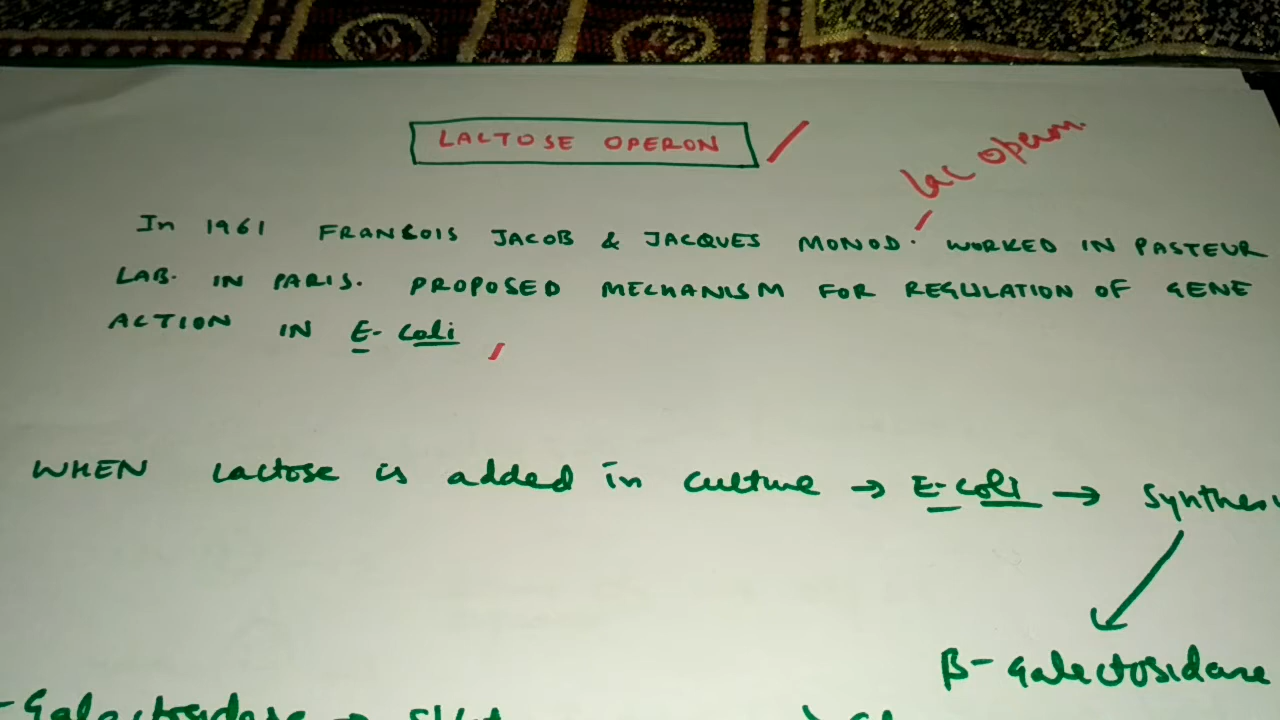 LACTOSE OPERON
lac operon.
In 1961 FRANCOIS JACOB & JACQUES MONOD. WORKED IN PASTEUR
LAB. IN PARIS. PROPOSED MECHANISM FOR REGULATION OF GENE
ACTION IN E-coli
WHEN lactose is added in culture → E-coli → Synthesi
β-Galactosidase